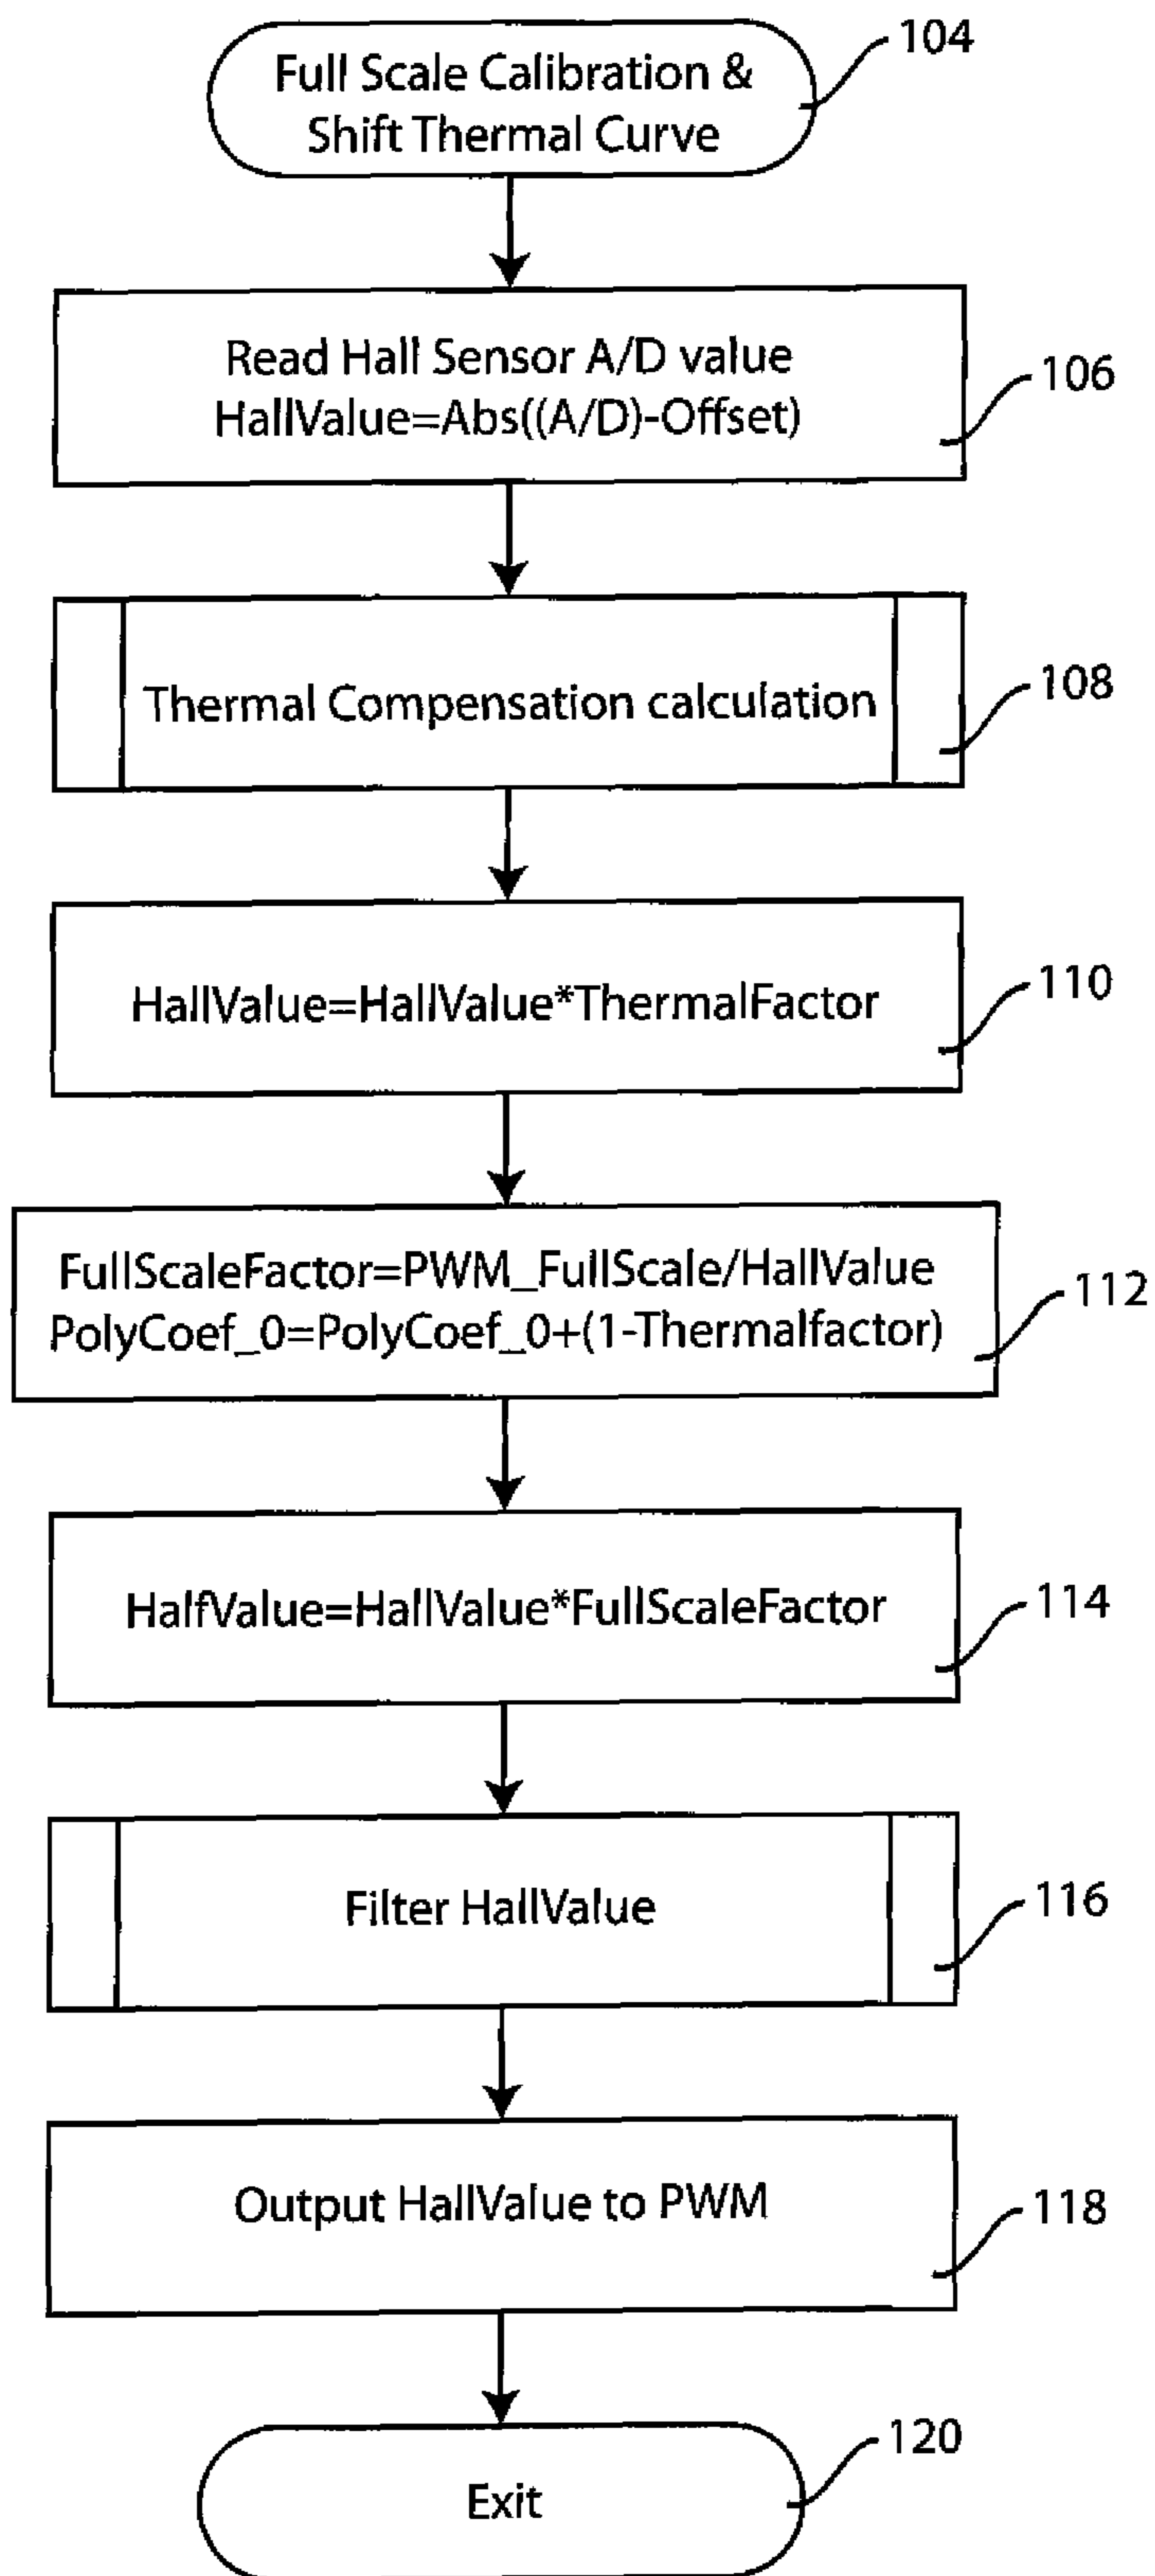 Full Scale Calibration &
Shift Thermal Curve
104
Read Hall Sensor A/D value
HallValue=Abs((A/D)-Offset)
106
Thermal Compensation calculation
108
HallValue=HallValue*ThermalFactor
110
FullScaleFactor=PWM_FullScale/HallValue
PolyCoef_0=PolyCoef_0+(1-Thermalfactor)
112
HalfValue=HallValue*FullScaleFactor
114
Filter HallValue
116
Output HallValue to PWM
118
Exit
120